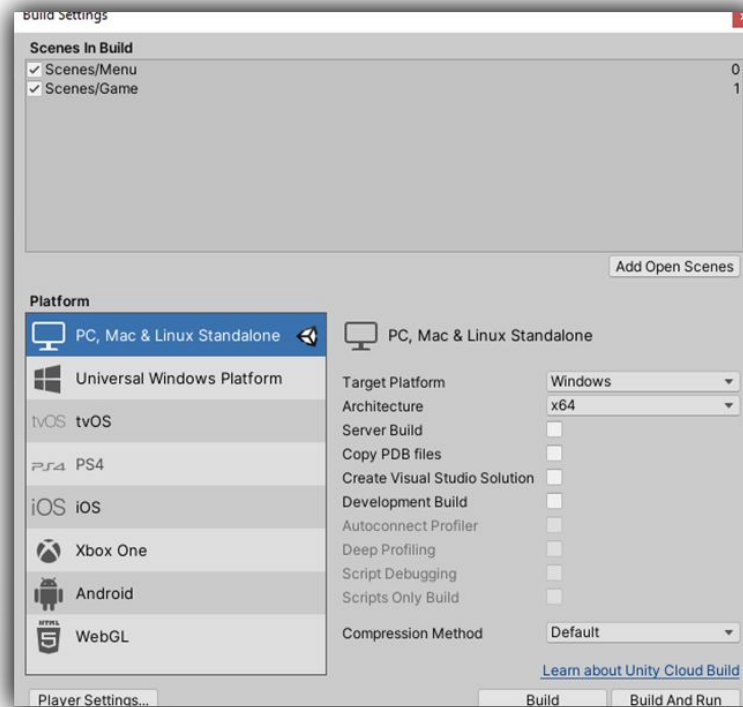 Build Settings
Scenes In Build
Scenes/Menu 0
Scenes/Game 1
Add Open Scenes
Platform
PC, Mac & Linux Standalone
Universal Windows Platform
tvOS tvOS
PS4 PS4
iOS iOS
Xbox One
Android
HTML 5 WebGL
PC, Mac & Linux Standalone
Target Platform Windows
Architecture x64
Server Build
Copy PDB files
Create Visual Studio Solution
Development Build
Autoconnect Profiler
Deep Profiling
Script Debugging
Scripts Only Build
Compression Method Default
Learn about Unity Cloud Build
Player Settings... Build Build And Run